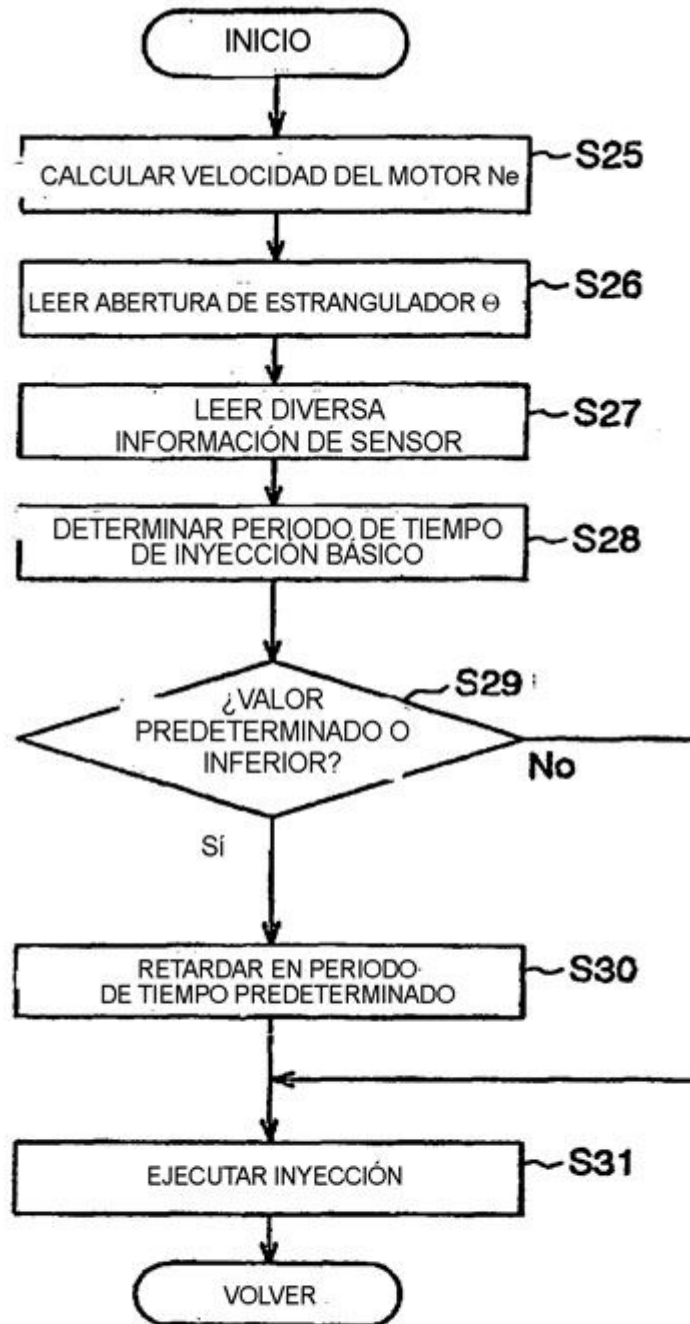 INICIO
CALCULAR VELOCIDAD DEL MOTOR Ne
S25
LEER ABERTURA DE ESTRANGULADOR Θ
S26
LEER DIVERSA
INFORMACIÓN DE SENSOR
S27
DETERMINAR PERIODO DE TIEMPO
DE INYECCIÓN BÁSICO
S28
S29
¿VALOR
PREDETERMINADO O
INFERIOR?
No
Sí
RETARDAR EN PERIODO
DE TIEMPO PREDETERMINADO
S30
EJECUTAR INYECCIÓN
S31
VOLVER